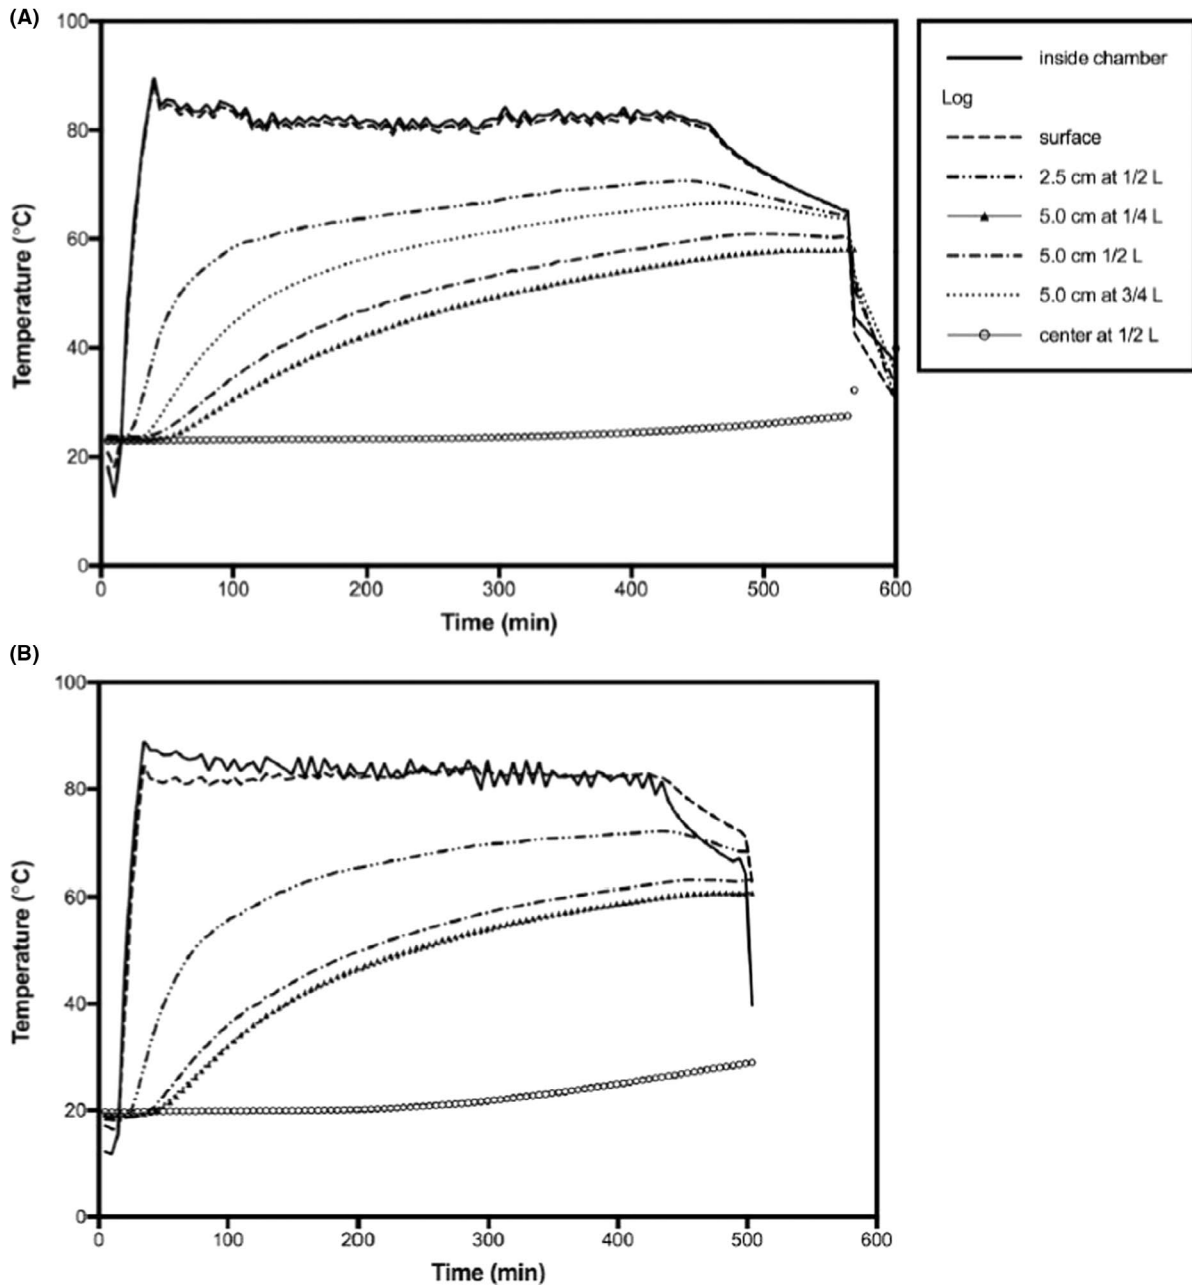 (A)
100
80
60
40
20
0
Temperature (°C)
0 100 200 300 400 500 600
Time (min)
inside chamber
Log
surface
2.5 cm at 1/2 L
5.0 cm at 1/4 L
5.0 cm 1/2 L
5.0 cm at 3/4 L
center at 1/2 L
(B)
100
80
60
40
20
0
Temperature (°C)
0 100 200 300 400 500 600
Time (min)